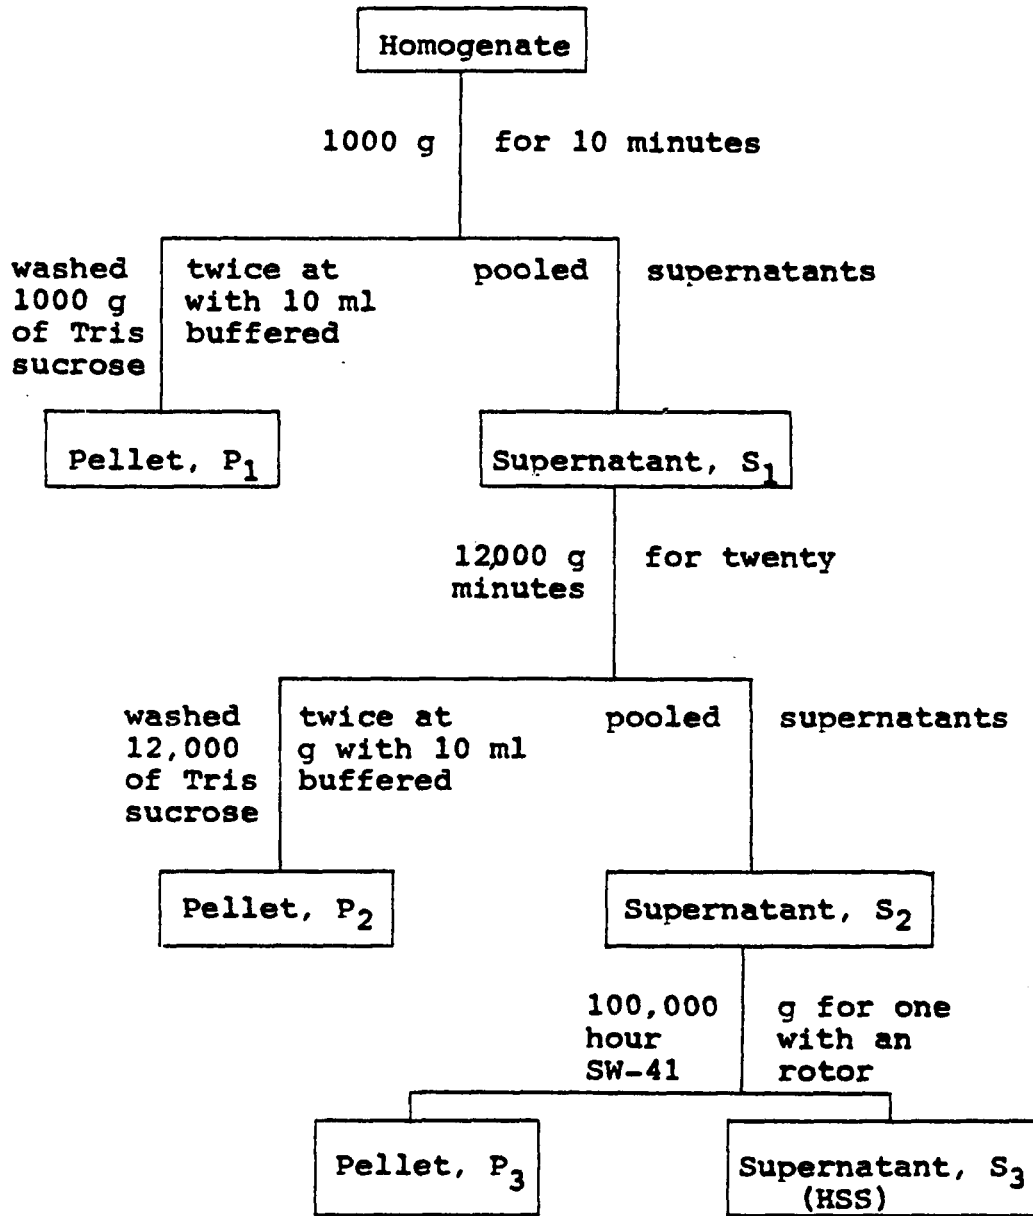 Homogenate
1000 g for 10 minutes
washed twice at
1000 g with 10 ml
of Tris buffered
sucrose
pooled supernatants
Pellet, P1
Supernatant, S1
12,000 g for twenty
minutes
washed twice at
12,000 g with 10 ml
of Tris buffered
sucrose
pooled supernatants
Pellet, P2
Supernatant, S2
100,000 g for one
hour with an
SW-41 rotor
Pellet, P3
Supernatant, S3
(HSS)